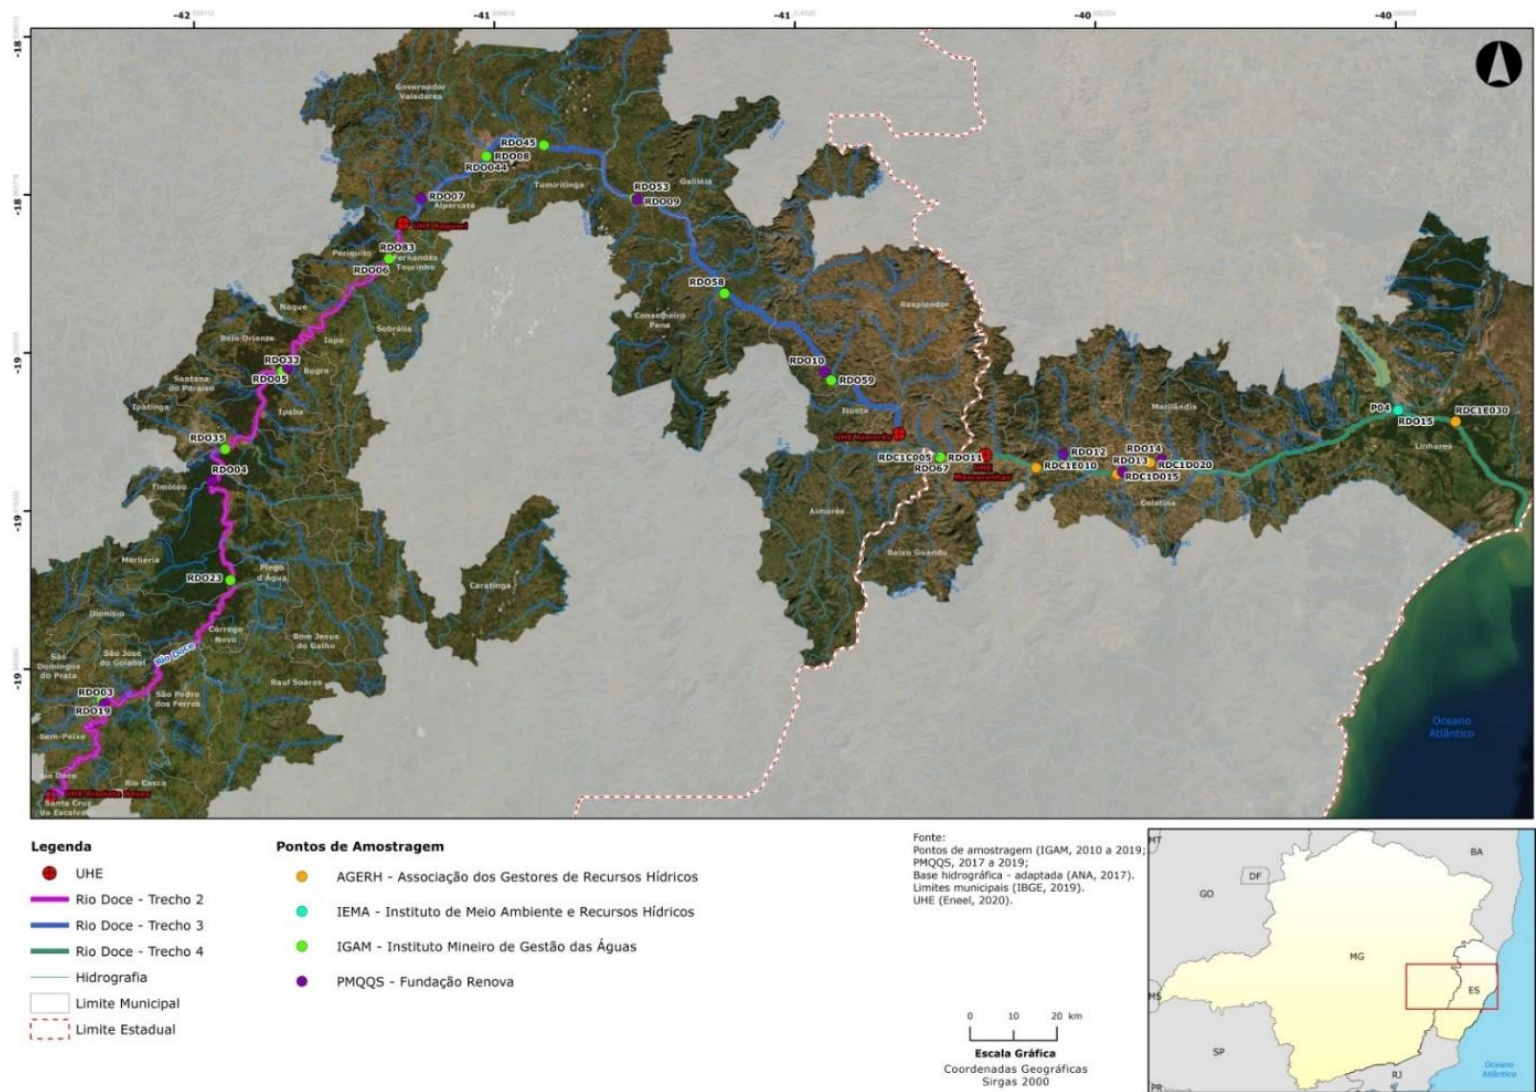 -42
-41
-41
-40
-40
-18
Governador
Valadares
RDO45
RDO08
RDO044
Tumiritinga
Galiléia
-18
RDO53
RDO07
RDO09
Alpercata
Periquito
RDO83
Fernandes
Tourinho
RDO06
RDO58
Resplendor
Naque
Conselheiro
Pena
Sobrália
Belo Oriente
Iapu
-19
RDO33
RDO10
Bugre
RDO05
RDO59
Santana
do Paraíso
Marilândia
Ipatinga
Ipaba
Itueta
P04
RDC1E030
RDO15
UHE Aimorés
RDO35
Linhares
RDO14
RDO12
RDC1C005
RDO11
RDO13
RDC1E010
RDC1D020
RDO67
UHE
Mascarenhas
RDC1D015
RDO04
Timóteo
Colatina
-19
Aimorés
Baixo Guandu
Marliéria
Pingo
d'Água
RDO23
Caratinga
Dionísio
Córrego
Novo
Bom Jesus
do Galho
São
Domingos
do Prata
São José
do Goiabal
Rio Doce
-19
Raul Soares
RDO03
São Pedro
dos Ferros
RDO19
Oceano
Atlântico
Sem-Peixe
Rio Doce
Rio Casca
UHE Risoleta Neves
Santa Cruz
do Escalvado
Legenda
UHE
Rio Doce - Trecho 2
Rio Doce - Trecho 3
Rio Doce - Trecho 4
Hidrografia
Limite Municipal
Limite Estadual
Pontos de Amostragem
AGERH - Associação dos Gestores de Recursos Hídricos
IEMA - Instituto de Meio Ambiente e Recursos Hídricos
IGAM - Instituto Mineiro de Gestão das Águas
PMQQS - Fundação Renova
Fonte:
Pontos de amostragem (IGAM, 2010 a 2019;
PMQQS, 2017 a 2019;
Base hidrográfica - adaptada (ANA, 2017).
Limites municipais (IBGE, 2019).
UHE (Eneel, 2020).
0 10 20 km
Escala Gráfica
Coordenadas Geográficas
Sirgas 2000
MT
BA
DF
GO
MG
ES
MS
SP
RJ
PR
Oceano
Atlântico